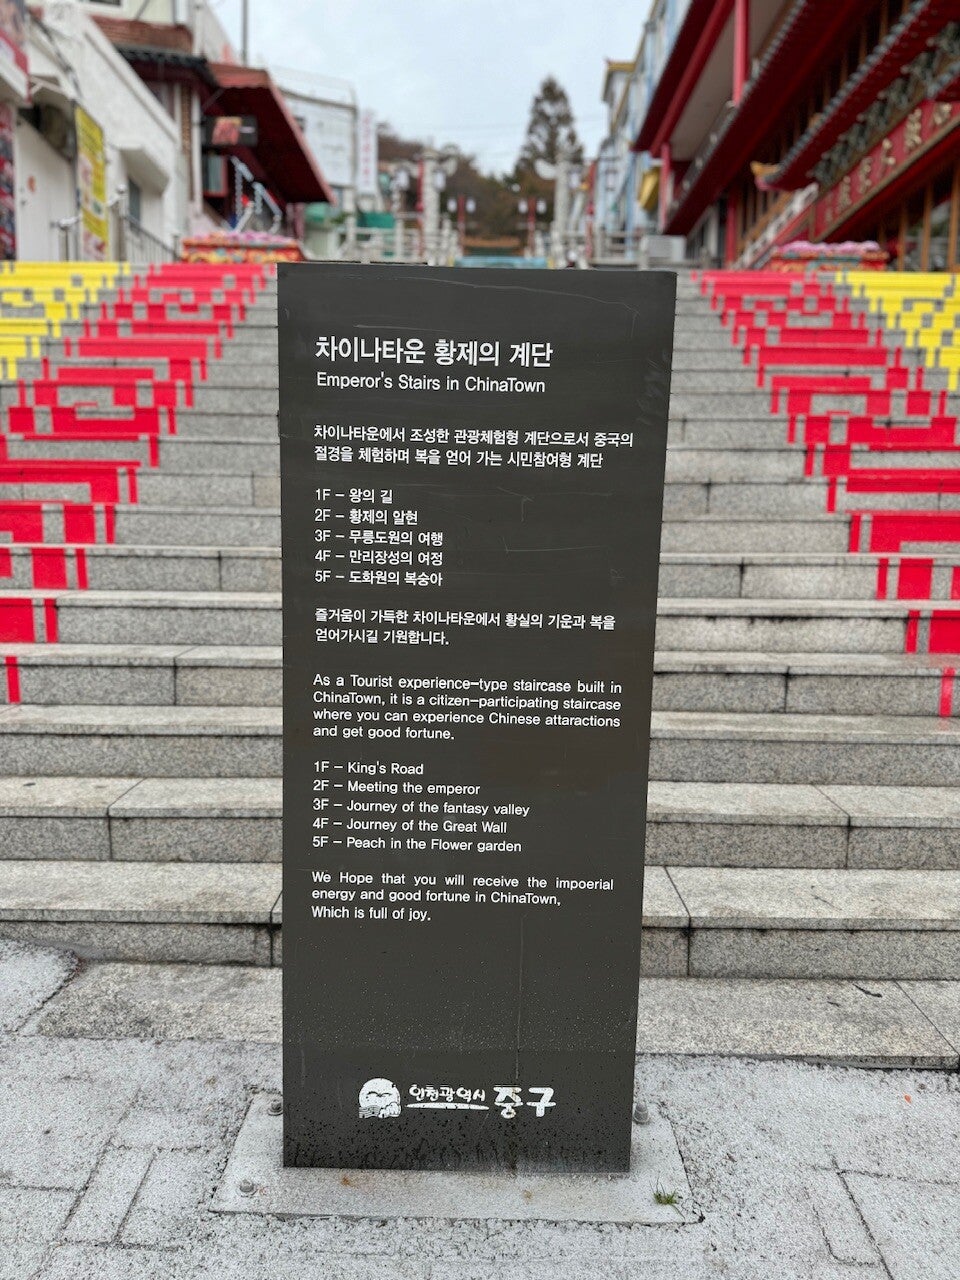 차이나타운 황제의 계단
Emperor's Stairs in ChinaTown
차이나타운에서 조성한 관광체험형 계단으로서 중국의
절경을 체험하며 복을 얻어 가는 시민참여형 계단
1F - 왕의 길
2F - 황제의 알현
3F - 무릉도원의 여행
4F - 만리장성의 여정
5F - 도화원의 복숭아
즐거움이 가득한 차이나타운에서 황실의 기운과 복을
얻어가시길 기원합니다.
As a Tourist experience-type staircase built in
ChinaTown, it is a citizen-participating staircase
where you can experience Chinese attaractions
and get good fortune.
1F - King's Road
2F - Meeting the emperor
3F - Journey of the fantasy valley
4F - Journey of the Great Wall
5F - Peach in the Flower garden
We Hope that you will receive the impoerial
energy and good fortune in ChinaTown,
Which is full of joy.
인천광역시 중구